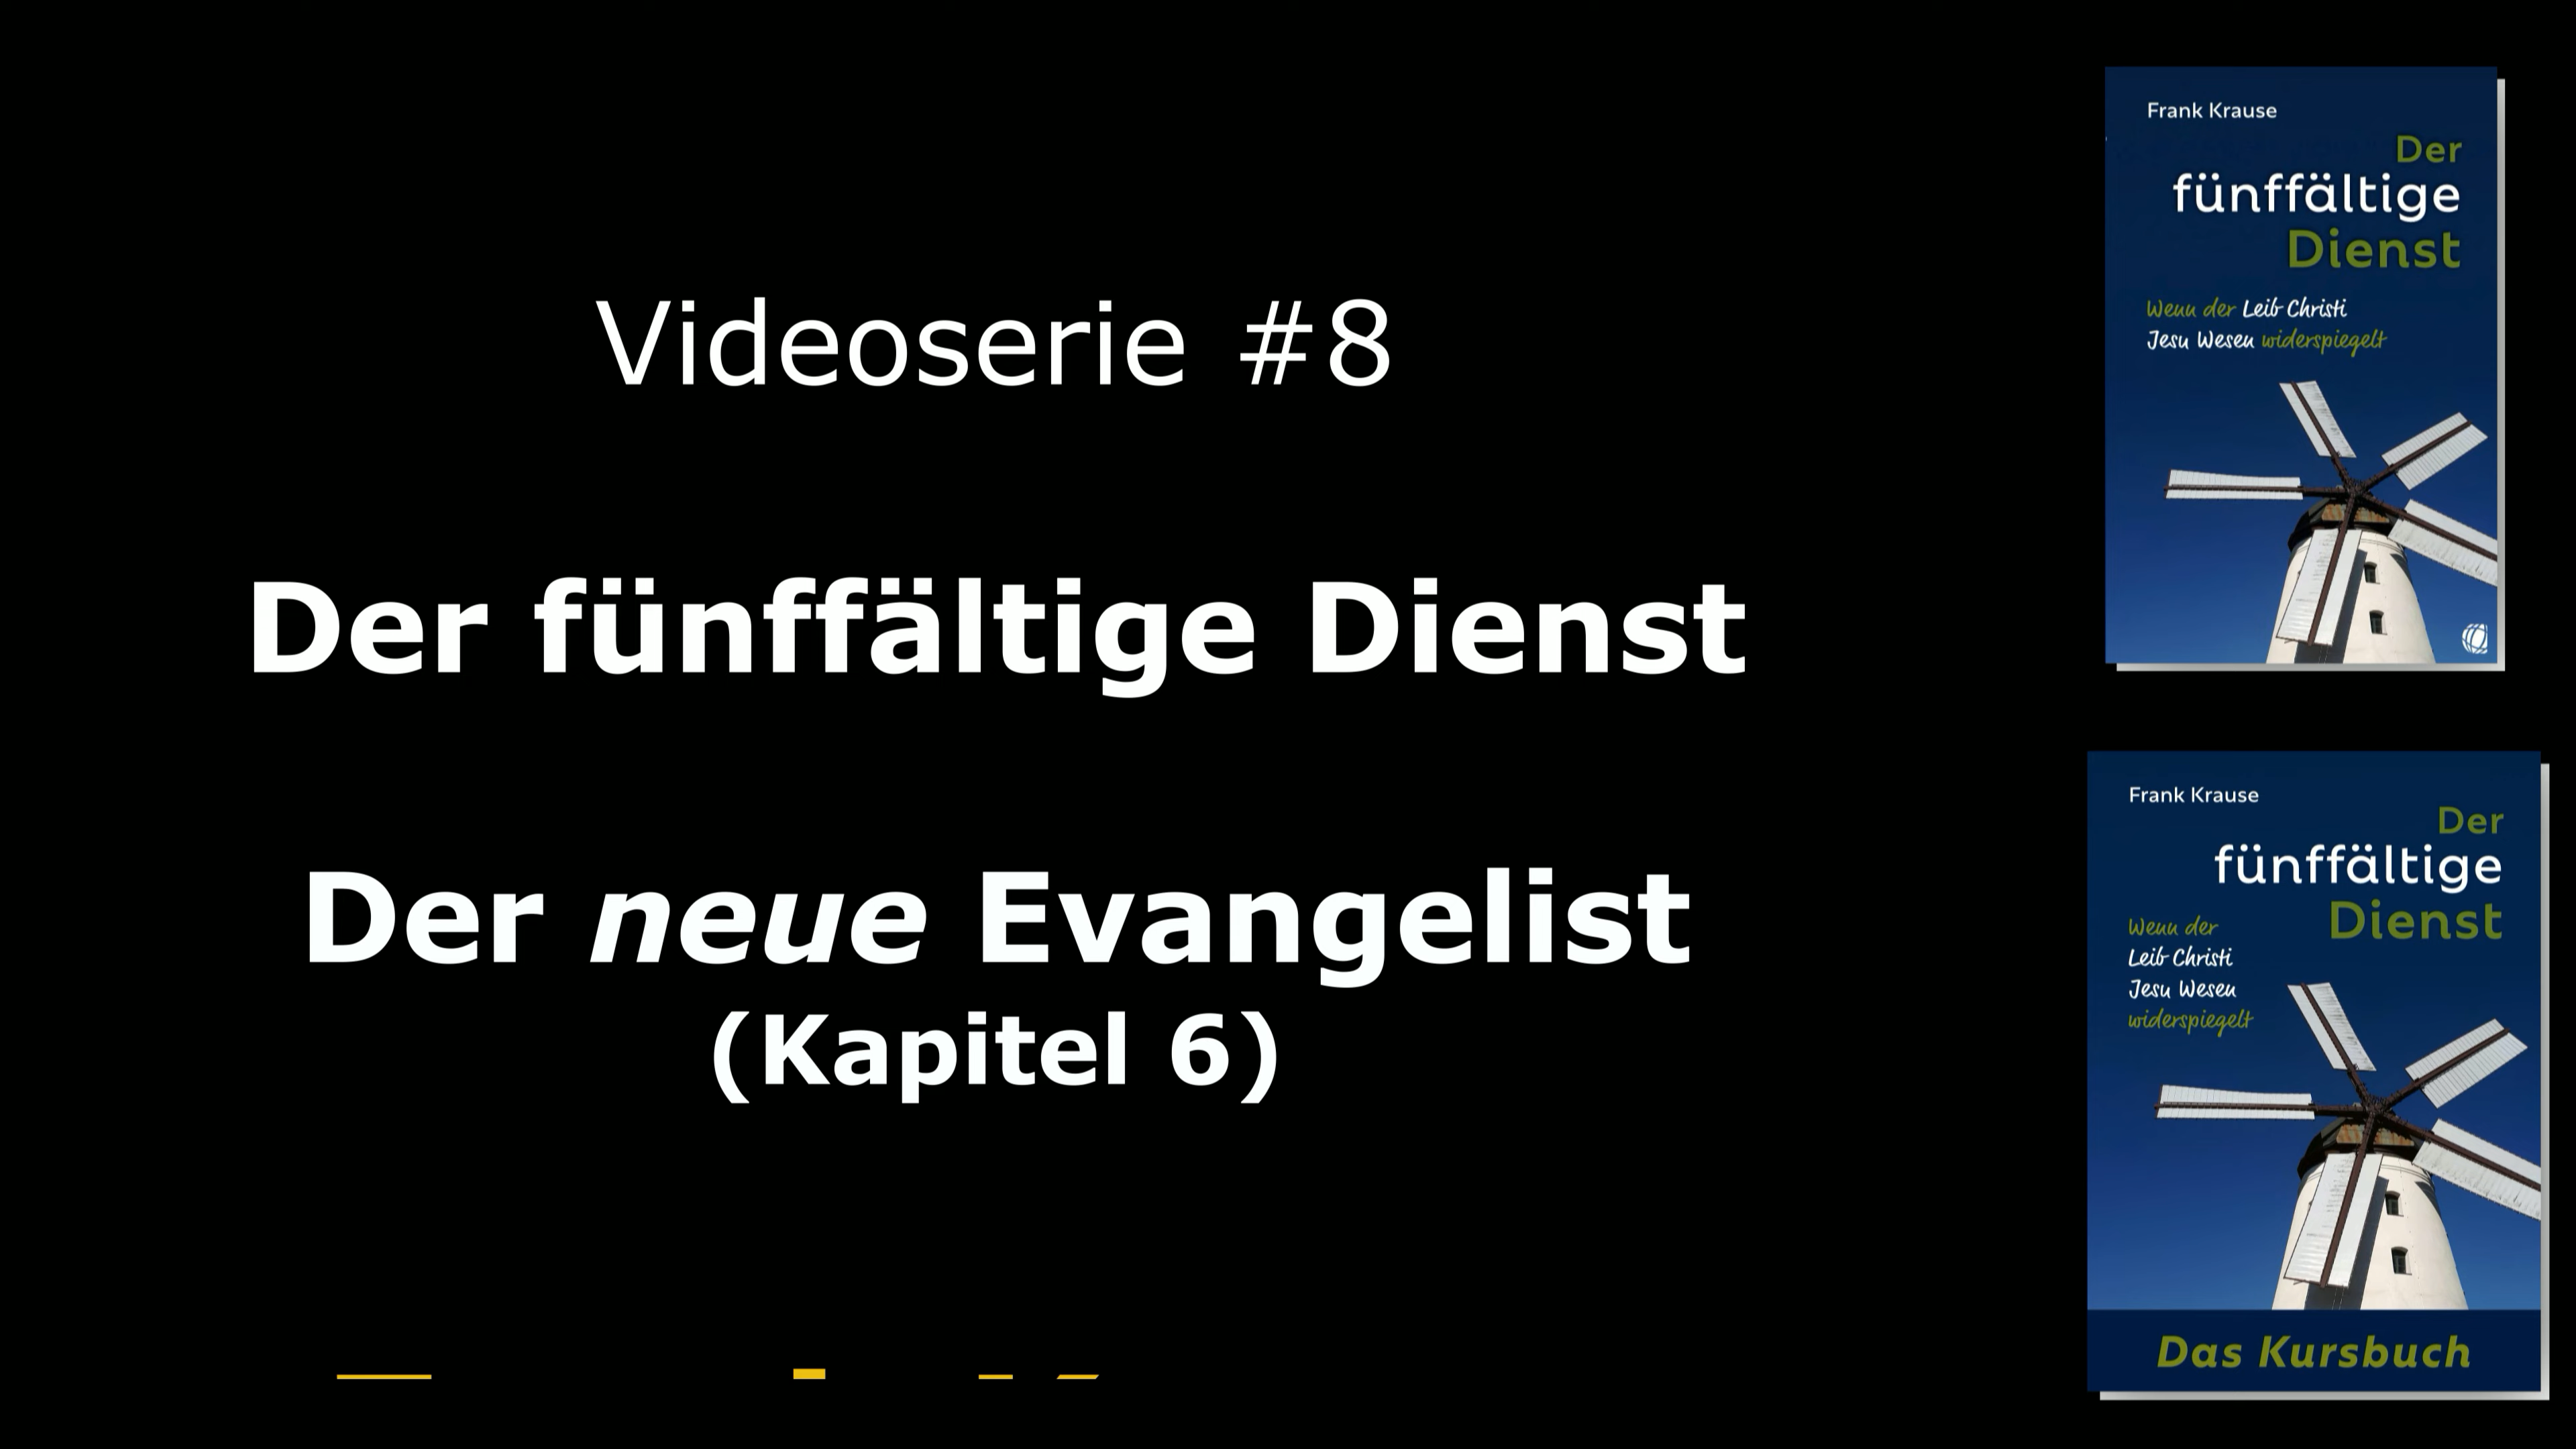 Videoserie #8
Der fünffältige Dienst
Der neue Evangelist
(Kapitel 6)
Frank Krause
Der
fünffältige
Dienst
Wenn der Leib Christi
Jesu Wesen widerspiegelt
Frank Krause
Der
fünffältige
Dienst
Wenn der
Leib Christi
Jesu Wesen
widerspiegelt
Das Kursbuch